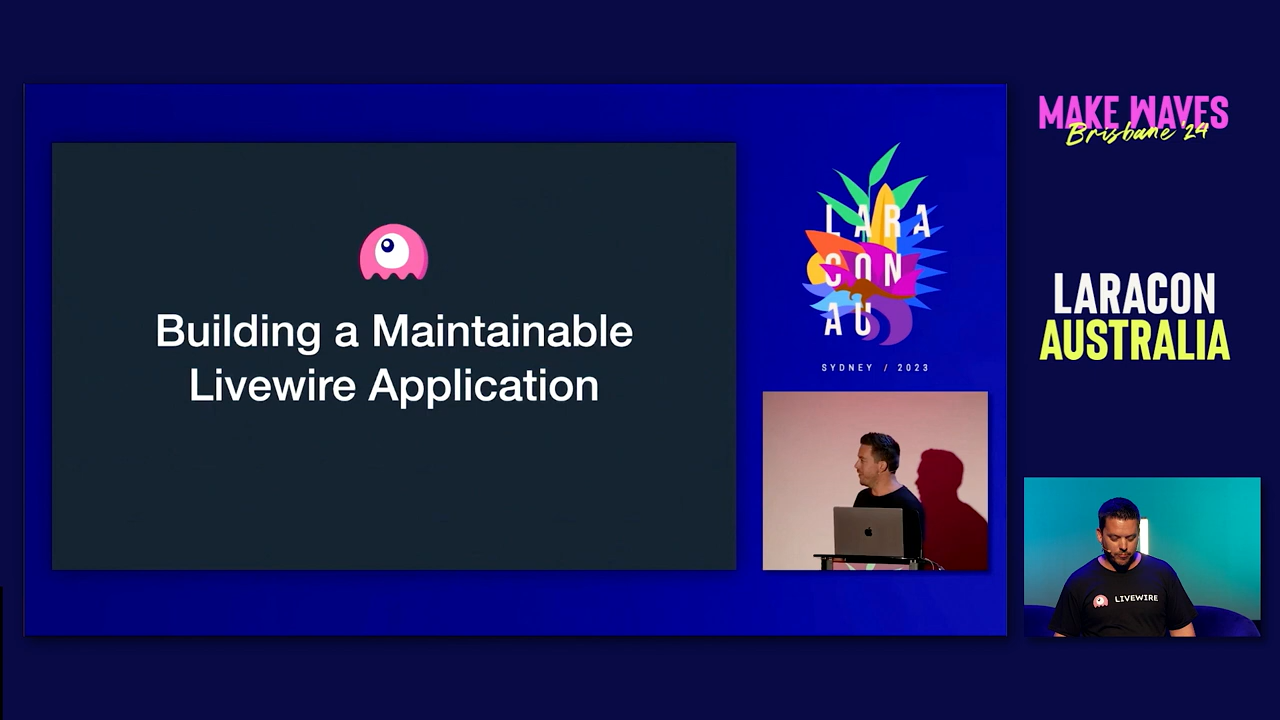 Building a Maintainable
Livewire Application
LARA
CON
AU
SYDNEY / 2023
MAKE WAVES
Brisbane '24
LARACON
AUSTRALIA
LIVEWIRE